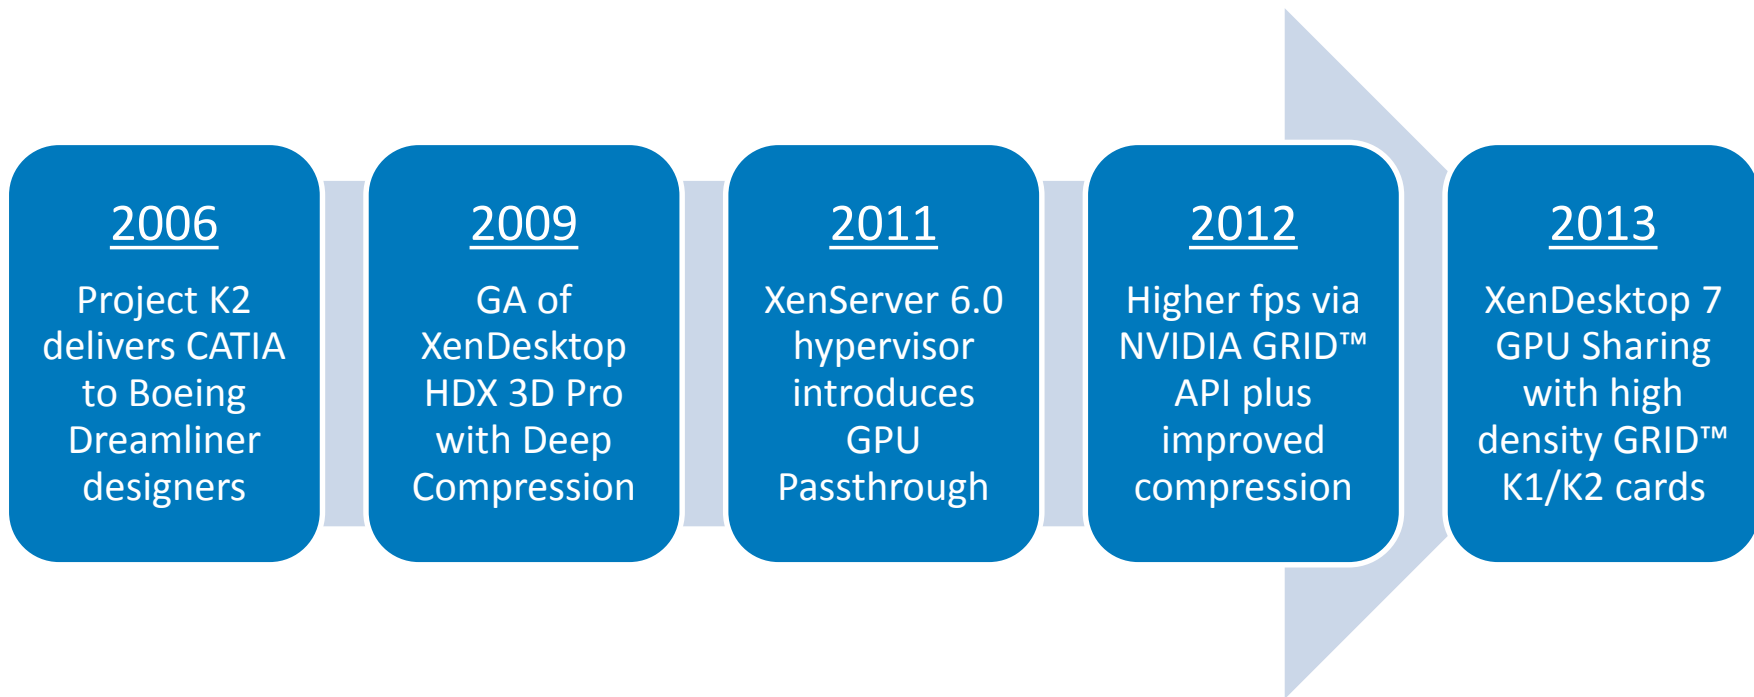 2006
Project K2
delivers CATIA
to Boeing
Dreamliner
designers
2009
GA of
XenDesktop
HDX 3D Pro
with Deep
Compression
2011
XenServer 6.0
hypervisor
introduces
GPU
Passthrough
2012
Higher fps via
NVIDIA GRID™
API plus
improved
compression
2013
XenDesktop 7
GPU Sharing
with high
density GRID™
K1/K2 cards